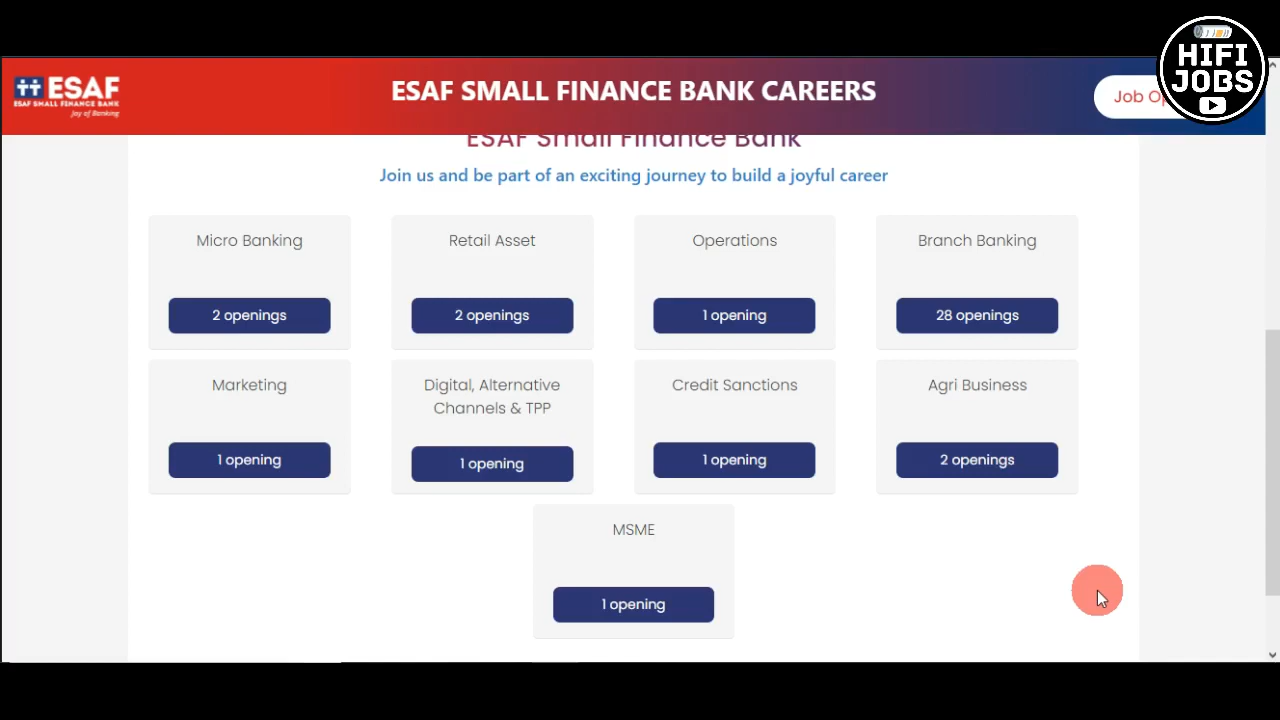 HIFI
JOBS
ESAF
ESAF SMALL FINANCE BANK
Joy of Banking
ESAF SMALL FINANCE BANK CAREERS
Job
ESAF Small Finance Bank
Join us and be part of an exciting journey to build a joyful career
Micro Banking
2 openings
Retail Asset
2 openings
Operations
1 opening
Branch Banking
28 openings
Marketing
1 opening
Digital, Alternative
Channels & TPP
1 opening
Credit Sanctions
1 opening
Agri Business
2 openings
MSME
1 opening